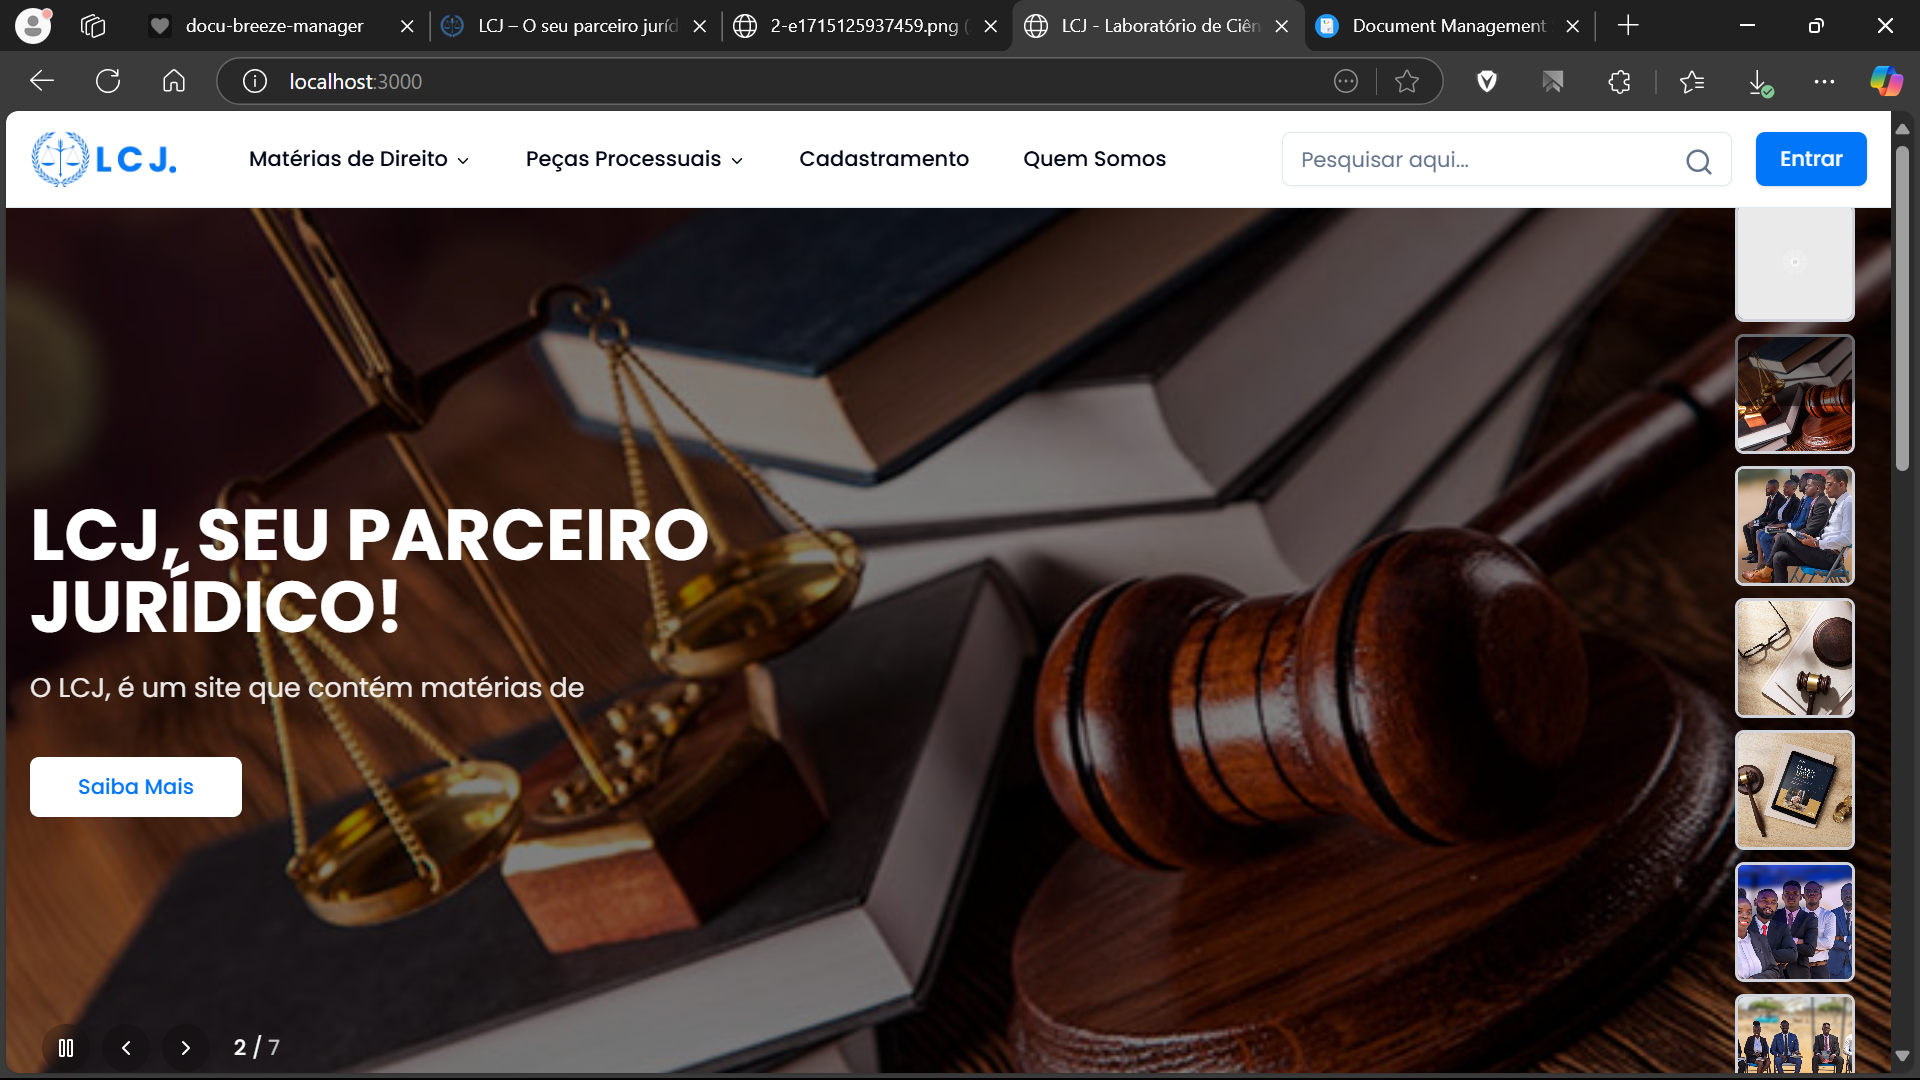 docu-breeze-manager
LCJ – O seu parceiro juríd
2-e1715125937459.png (
LCJ - Laboratório de Ciên
Document Management
localhost:3000
L C J.
Matérias de Direito
Peças Processuais
Cadastramento
Quem Somos
Pesquisar aqui...
Entrar
LCJ, SEU PARCEIRO
JURÍDICO!
O LCJ, é um site que contém matérias de
Saiba Mais
2 / 7